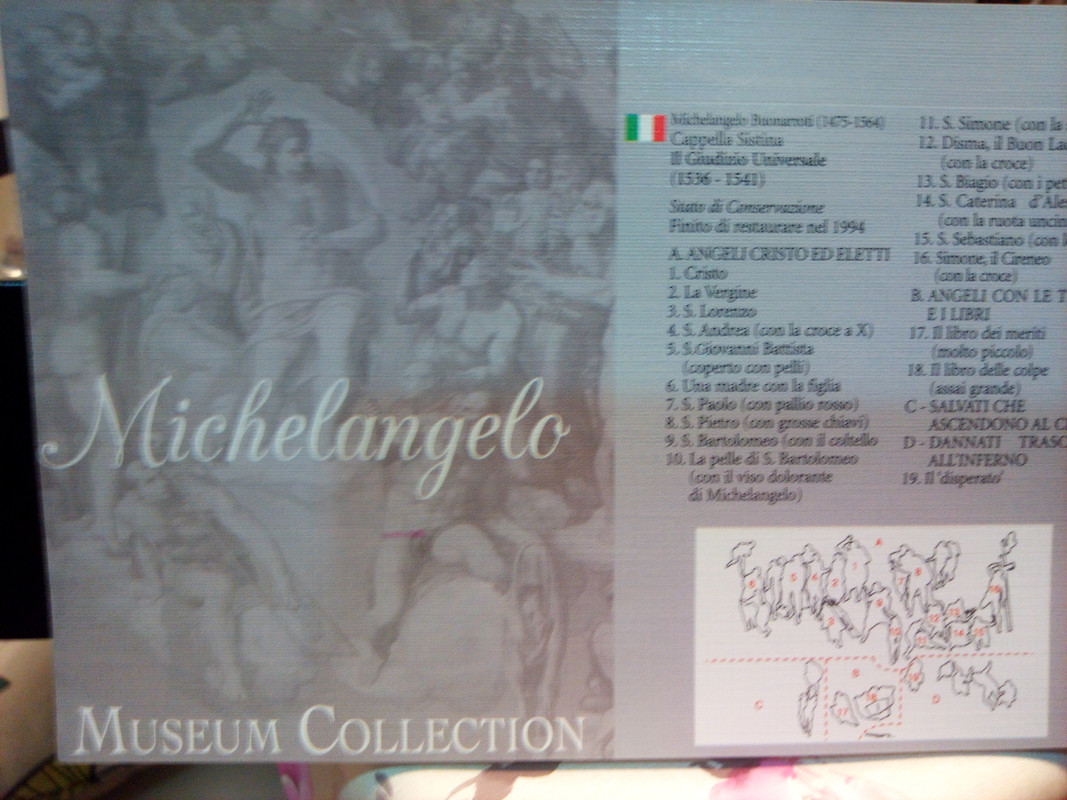 Michelangelo
MUSEUM COLLECTION
Michelangelo Buonarroti (1475-1564)
Cappella Sistina
Il Giudizio Universale
(1536 - 1541)
Stato di Conservazione
Finito di restaurare nel 1994
A. ANGELI CRISTO ED ELETTI
1. Cristo
2. La Vergine
3. S. Lorenzo
4. S. Andrea (con la croce a X)
5. S.Giovanni Battista
(coperto con pelli)
6. Una madre con la figlia
7. S. Paolo (con pallio rosso)
8. S. Pietro (con grosse chiavi)
9. S. Bartolomeo (con il coltello
10. La pelle di S. Bartolomeo
(con il viso dolorante
di Michelangelo)
11. S. Simone (con la
12. Disma, il Buon La
(con la croce)
13. S. Biagio (con i pet
14. S. Caterina d'Ales
(con la ruota uncin
15. S. Sebastiano (con
16. Simone, il Cireneo
(con la croce)
B. ANGELI CON LE T
E I LIBRI
17. Il libro dei meriti
(molto piccolo)
18. Il libro delle colpe
(assai grande)
C - SALVATI CHE
ASCENDONO AL C
D - DANNATI TRASC
ALL'INFERNO
19. Il 'disperato'
A
B
C
D